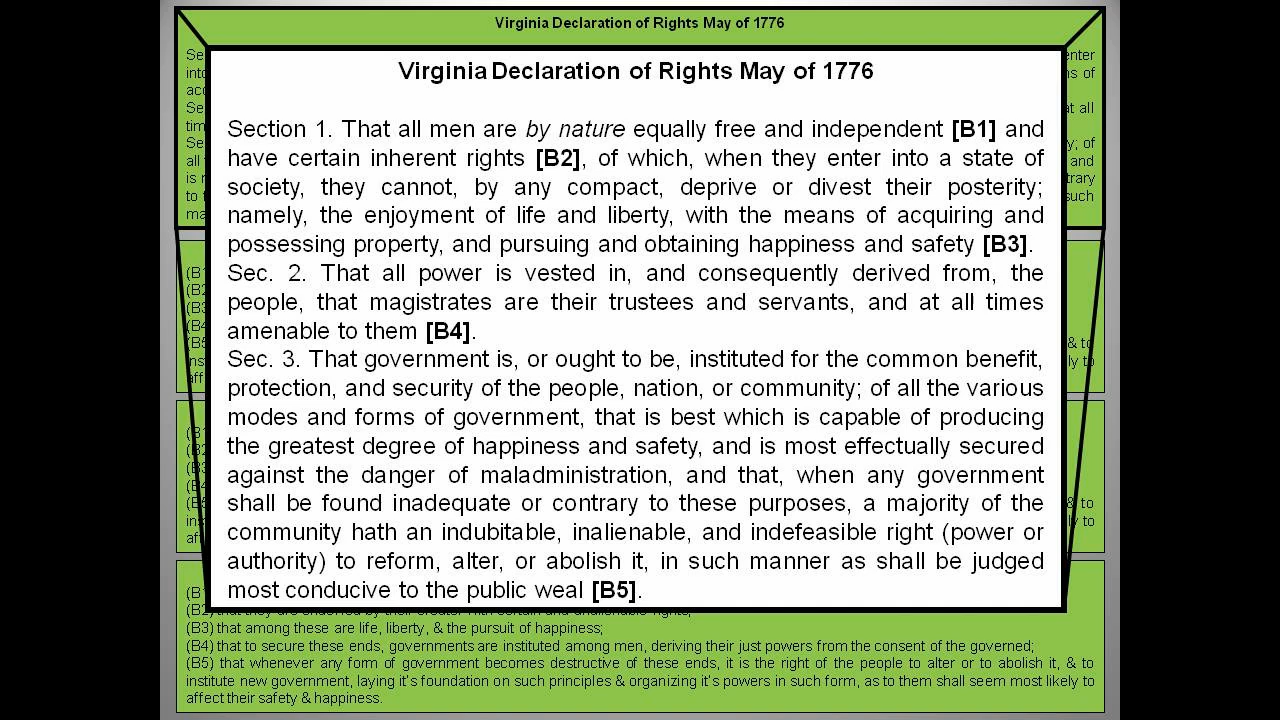 Virginia Declaration of Rights May of 1776
Virginia Declaration of Rights May of 1776
Section 1. That all men are by nature equally free and independent [B1] and
have certain inherent rights [B2], of which, when they enter into a state of
society, they cannot, by any compact, deprive or divest their posterity;
namely, the enjoyment of life and liberty, with the means of acquiring and
possessing property, and pursuing and obtaining happiness and safety [B3].
Sec. 2. That all power is vested in, and consequently derived from, the
people, that magistrates are their trustees and servants, and at all times
amenable to them [B4].
Sec. 3. That government is, or ought to be, instituted for the common benefit,
protection, and security of the people, nation, or community; of all the various
modes and forms of government, that is best which is capable of producing
the greatest degree of happiness and safety, and is most effectually secured
against the danger of maladministration, and that, when any government
shall be found inadequate or contrary to these purposes, a majority of the
community hath an indubitable, inalienable, and indefeasible right (power or
authority) to reform, alter, or abolish it, in such manner as shall be judged
most conducive to the public weal [B5].
(B3) that among these are life, liberty, & the pursuit of happiness;
(B4) that to secure these ends, governments are instituted among men, deriving their just powers from the consent of the governed;
(B5) that whenever any form of government becomes destructive of these ends, it is the right of the people to alter or to abolish it, & to
institute new government, laying it's foundation on such principles & organizing it's powers in such form, as to them shall seem most likely to
affect their safety & happiness.